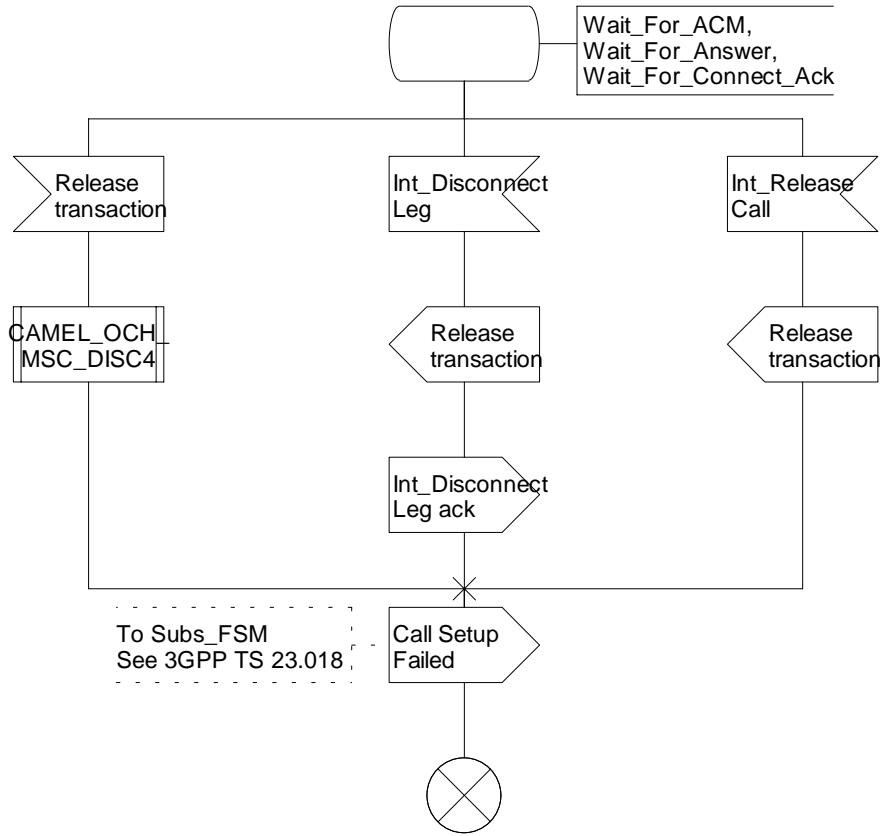 Wait_For_ACM,
Wait_For_Answer,
Wait_For_Connect_Ack
Release
transaction
Int_Disconnect
Leg
Int_Release
Call
CAMEL_OCH_
MSC_DISC4
Release
transaction
Release
transaction
Int_Disconnect
Leg ack
To Subs_FSM
See 3GPP TS 23.018
Call Setup
Failed